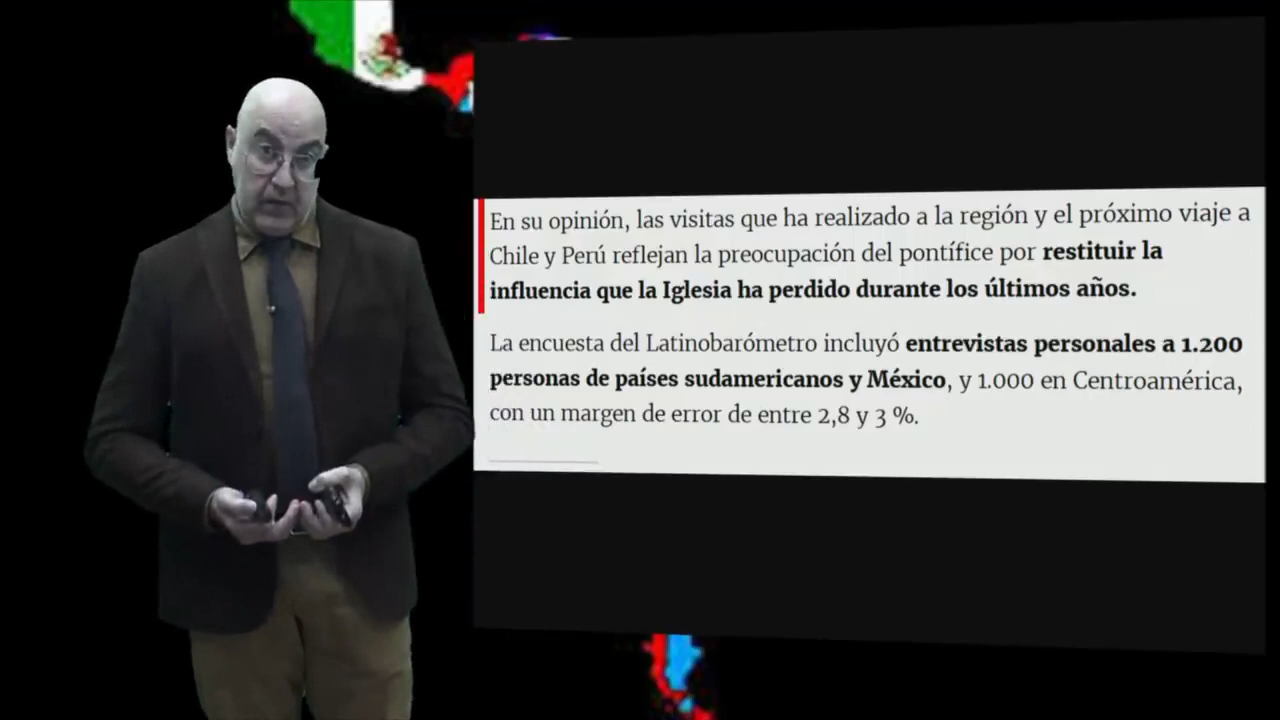 En su opinión, las visitas que ha realizado a la región y el próximo viaje a
Chile y Perú reflejan la preocupación del pontífice por restituir la
influencia que la Iglesia ha perdido durante los últimos años.
La encuesta del Latinobarómetro incluyó entrevistas personales a 1.200
personas de países sudamericanos y México, y 1.000 en Centroamérica,
con un margen de error de entre 2,8 y 3 %.